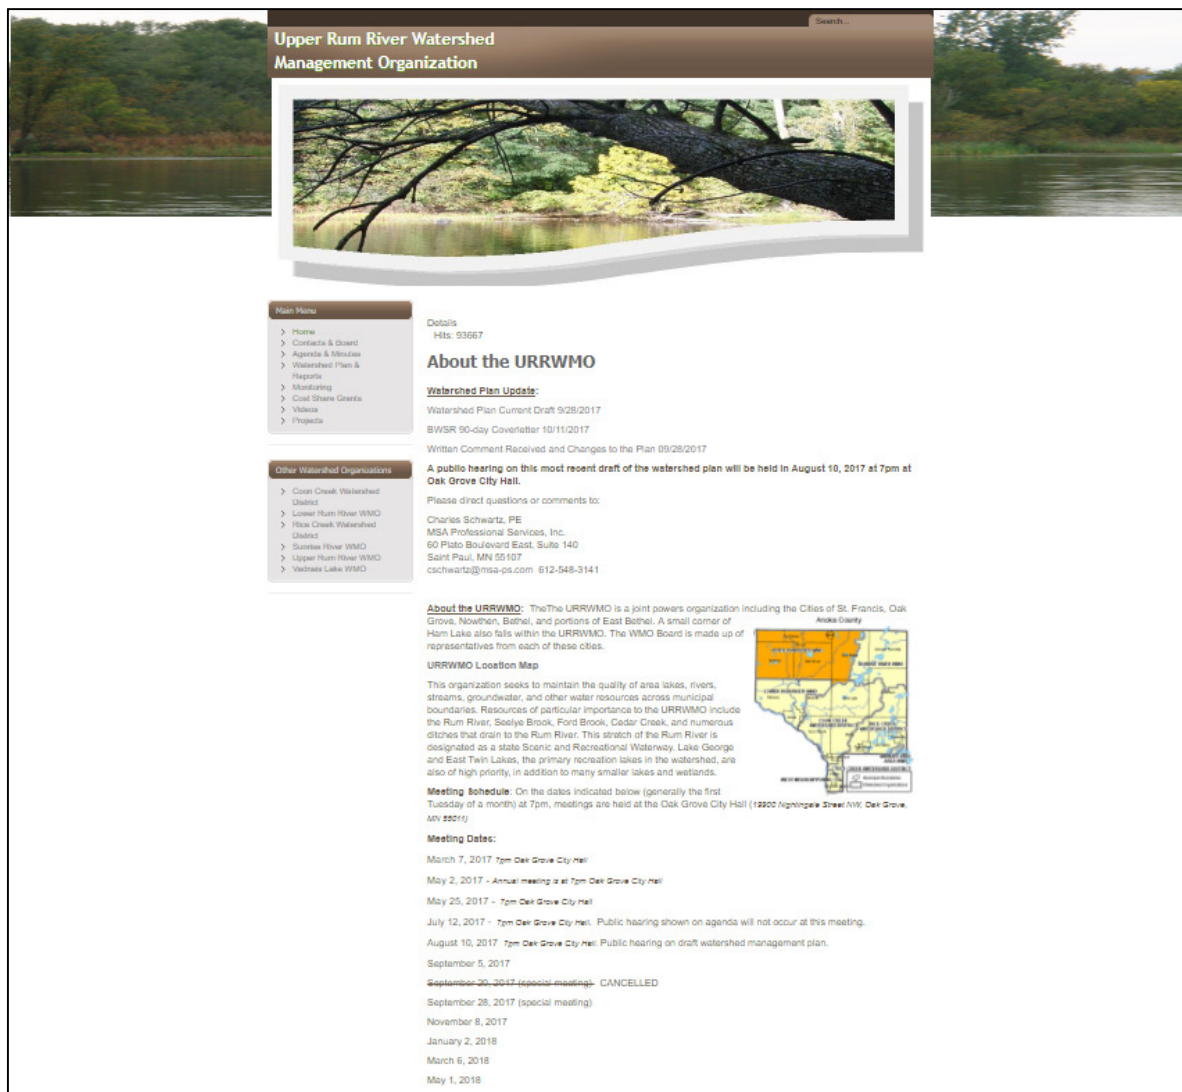 Search...
Upper Rum River Watershed
Management Organization
Main Menu
Home
Contacts & Board
Agenda & Minutes
Watershed Plan &
Reports
Monitoring
Cost Share Grants
Videos
Projects
Other Watershed Organizations
Coon Creek Watershed
District
Lower Rum River WMO
Rice Creek Watershed
District
Sunrise River WMO
Upper Rum River WMO
Vadnais Lake WMO
Details
Hits: 93667
About the URRWMO
Watershed Plan Update:
Watershed Plan Current Draft 9/28/2017
BWSR 90-day Coverletter 10/11/2017
Written Comment Received and Changes to the Plan 09/28/2017
A public hearing on this most recent draft of the watershed plan will be held in August 10, 2017 at 7pm at
Oak Grove City Hall.
Please direct questions or comments to:
Charles Schwartz, PE
MSA Professional Services, Inc.
60 Plato Boulevard East, Suite 140
Saint Paul, MN 55107
cschwartz@msa-ps.com 612-548-3141
About the URRWMO: TheThe URRWMO is a joint powers organization including the Cities of St. Francis, Oak
Grove, Nowthen, Bethel, and portions of East Bethel. A small corner of
Ham Lake also falls within the URRWMO. The WMO Board is made up of
representatives from each of these cities.
Anoka County
URRWMO Location Map
This organization seeks to maintain the quality of area lakes, rivers,
streams, groundwater, and other water resources across municipal
boundaries. Resources of particular importance to the URRWMO include
the Rum River, Seelye Brook, Ford Brook, Cedar Creek, and numerous
ditches that drain to the Rum River. This stretch of the Rum River is
designated as a state Scenic and Recreational Waterway. Lake George
and East Twin Lakes, the primary recreation lakes in the watershed, are
also of high priority, in addition to many smaller lakes and wetlands.
Meeting Schedule: On the dates indicated below (generally the first
Tuesday of a month) at 7pm, meetings are held at the Oak Grove City Hall (19900 Nightingale Street NW, Oak Grove,
MN 55011)
Meeting Dates:
March 7, 2017 7pm Oak Grove City Hall
May 2, 2017 - Annual meeting is at 7pm Oak Grove City Hall
May 25, 2017 - 7pm Oak Grove City Hall
July 12, 2017 - 7pm Oak Grove City Hall. Public hearing shown on agenda will not occur at this meeting.
August 10, 2017 7pm Oak Grove City Hall. Public hearing on draft watershed management plan.
September 5, 2017
September 20, 2017 (special meeting) CANCELLED
September 28, 2017 (special meeting)
November 8, 2017
January 2, 2018
March 6, 2018
May 1, 2018